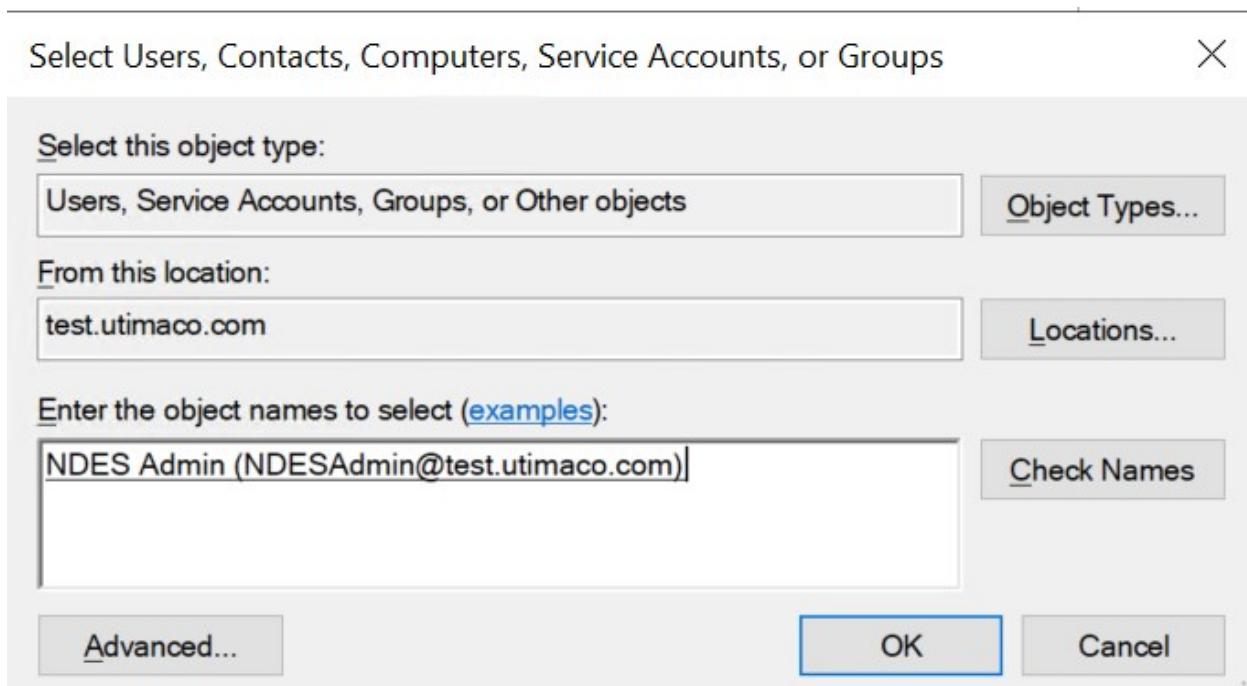 Select Users, Contacts, Computers, Service Accounts, or Groups
Select this object type:
Users, Service Accounts, Groups, or Other objects
Object Types...
From this location:
test.utimaco.com
Locations...
Enter the object names to select (examples):
NDES Admin (NDESAdmin@test.utimaco.com)
Check Names
Advanced...
OK
Cancel